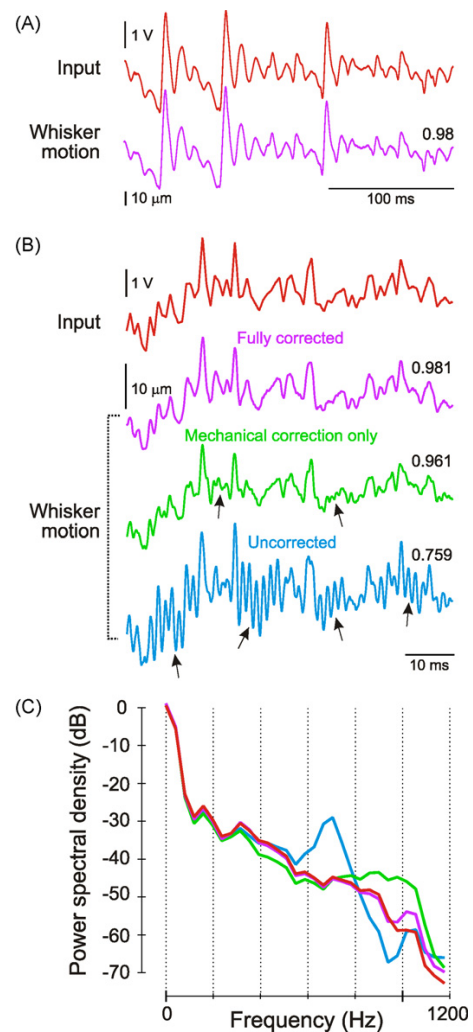 (A)
1 V
Input
Whisker
motion
0.98
10 μm
100 ms
(B)
1 V
Input
Fully corrected
0.981
10 μm
Mechanical correction only
0.961
Whisker
motion
Uncorrected
0.759
10 ms
(C)
Power spectral density (dB)
0
-10
-20
-30
-40
-50
-60
-70
0
Frequency (Hz)
1200